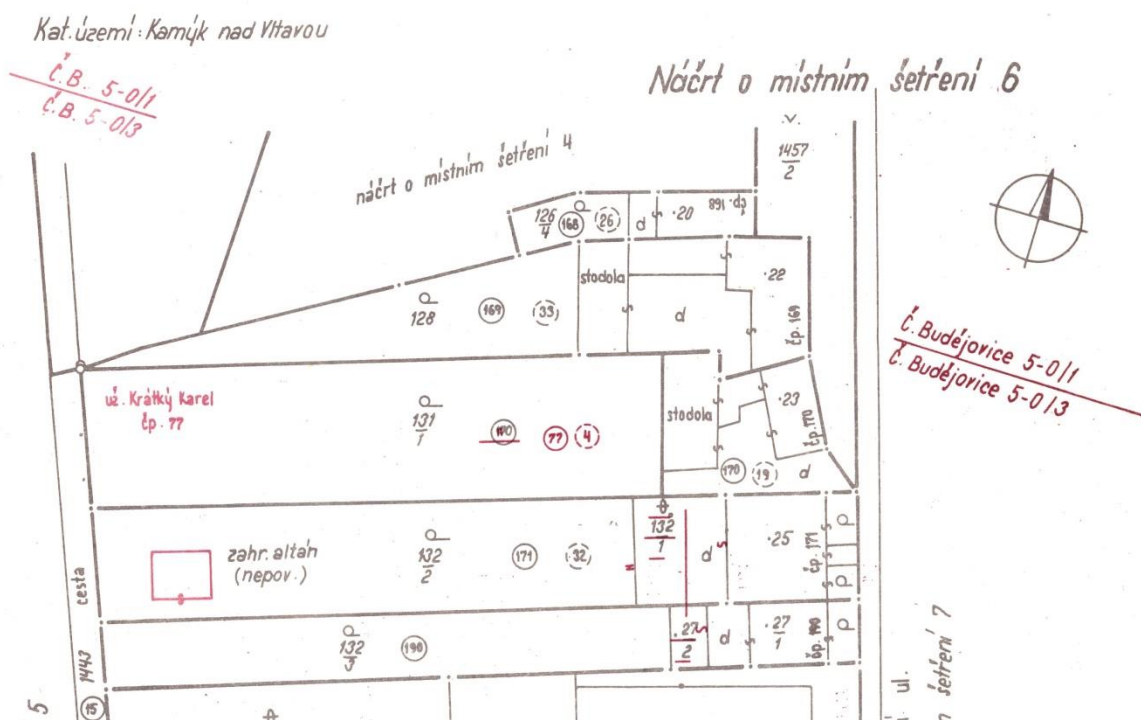 Kat. území : Kamýk nad Vltavou
Č.B. 5-0/1
Č.B. 5-0/3
Náčrt o místním šetření 6
náčrt o místním šetření 4
v.
1457
2
126
4
168
26
d
s
·20
čp. 168
stodola
·22
128
169
33
s
d
s
čp. 169
Č. Budějovice 5-0/1
Č. Budějovice 5-0/3
už. Krátký Karel
čp. 77
131
1
170
77
4
stodola
s
·23
čp. 170
170
19
d
zahr. altán
(nepov.)
132
2
171
32
132
1
d
s
·25
s
čp. 171
cesta
1443
15
132
3
190
·27
2
s
d
s
·27
1
čp. 190
5
ul.
šetření 7